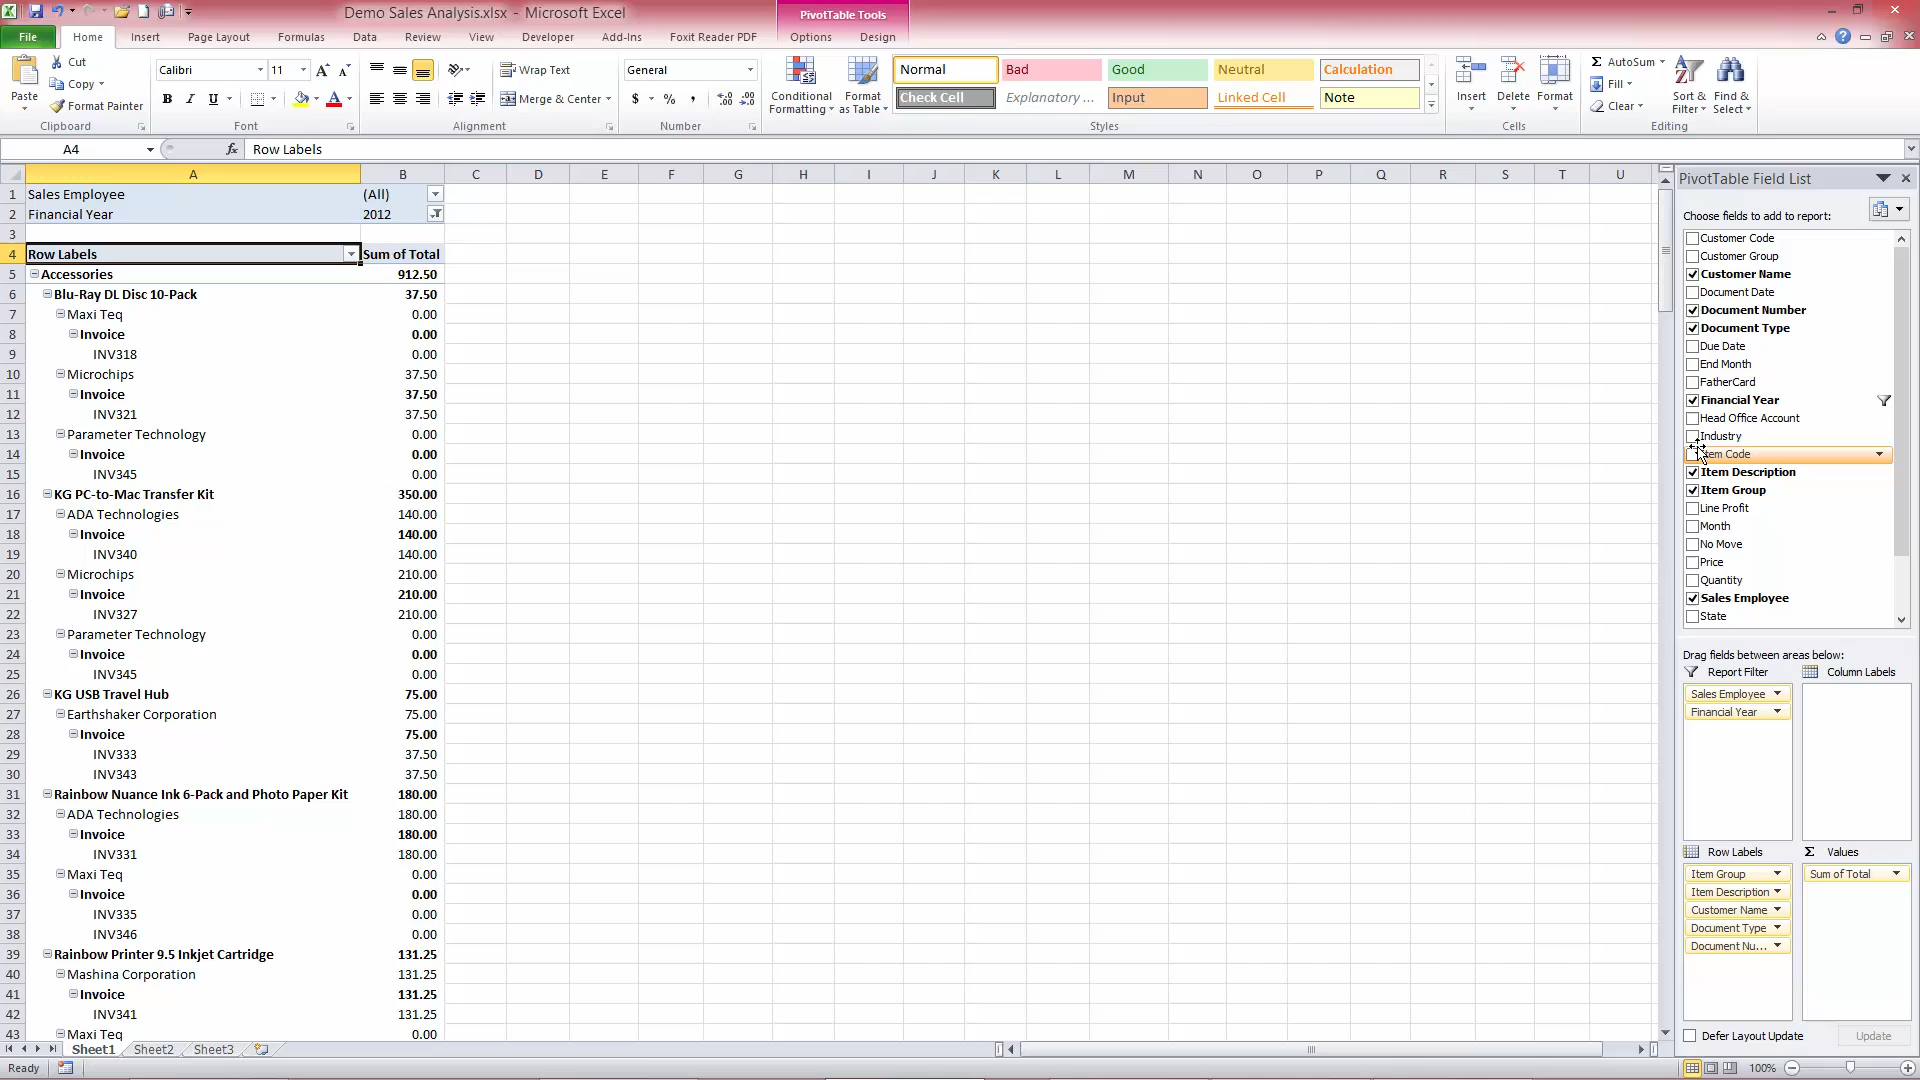 Demo Sales Analysis.xlsx - Microsoft Excel
PivotTable Tools
File Home Insert Page Layout Formulas Data Review View Developer Add-Ins Foxit Reader PDF Options Design
Paste
Cut
Copy
Format Painter
Clipboard
Calibri 11
B I U
Font
Wrap Text
Merge & Center
Alignment
General
$ % ,
Number
Conditional Formatting
Format as Table
Normal Bad Good Neutral Calculation
Check Cell Explanatory ... Input Linked Cell Note
Styles
Insert Delete Format
Cells
AutoSum
Fill
Clear
Sort & Filter
Find & Select
Editing
A4 fx Row Labels
A B C D E F G H I J K L M N O P Q R S T U
1 Sales Employee (All)
2 Financial Year 2012
3
4 Row Labels Sum of Total
5 Accessories 912.50
6 Blu-Ray DL Disc 10-Pack 37.50
7 Maxi Teq 0.00
8 Invoice 0.00
9 INV318 0.00
10 Microchips 37.50
11 Invoice 37.50
12 INV321 37.50
13 Parameter Technology 0.00
14 Invoice 0.00
15 INV345 0.00
16 KG PC-to-Mac Transfer Kit 350.00
17 ADA Technologies 140.00
18 Invoice 140.00
19 INV340 140.00
20 Microchips 210.00
21 Invoice 210.00
22 INV327 210.00
23 Parameter Technology 0.00
24 Invoice 0.00
25 INV345 0.00
26 KG USB Travel Hub 75.00
27 Earthshaker Corporation 75.00
28 Invoice 75.00
29 INV333 37.50
30 INV343 37.50
31 Rainbow Nuance Ink 6-Pack and Photo Paper Kit 180.00
32 ADA Technologies 180.00
33 Invoice 180.00
34 INV331 180.00
35 Maxi Teq 0.00
36 Invoice 0.00
37 INV335 0.00
38 INV346 0.00
39 Rainbow Printer 9.5 Inkjet Cartridge 131.25
40 Mashina Corporation 131.25
41 Invoice 131.25
42 INV341 131.25
43 Maxi Teq 0.00
PivotTable Field List
Choose fields to add to report:
Customer Code
Customer Group
Customer Name
Document Date
Document Number
Document Type
Due Date
End Month
FatherCard
Financial Year
Head Office Account
Industry
Item Code
Item Description
Item Group
Line Profit
Month
No Move
Price
Quantity
Sales Employee
State
Drag fields between areas below:
Report Filter Column Labels
Sales Employee
Financial Year
Row Labels Σ Values
Item Group Sum of Total
Item Description
Customer Name
Document Type
Document Nu...
Defer Layout Update Update
Sheet1 Sheet2 Sheet3
Ready 100%